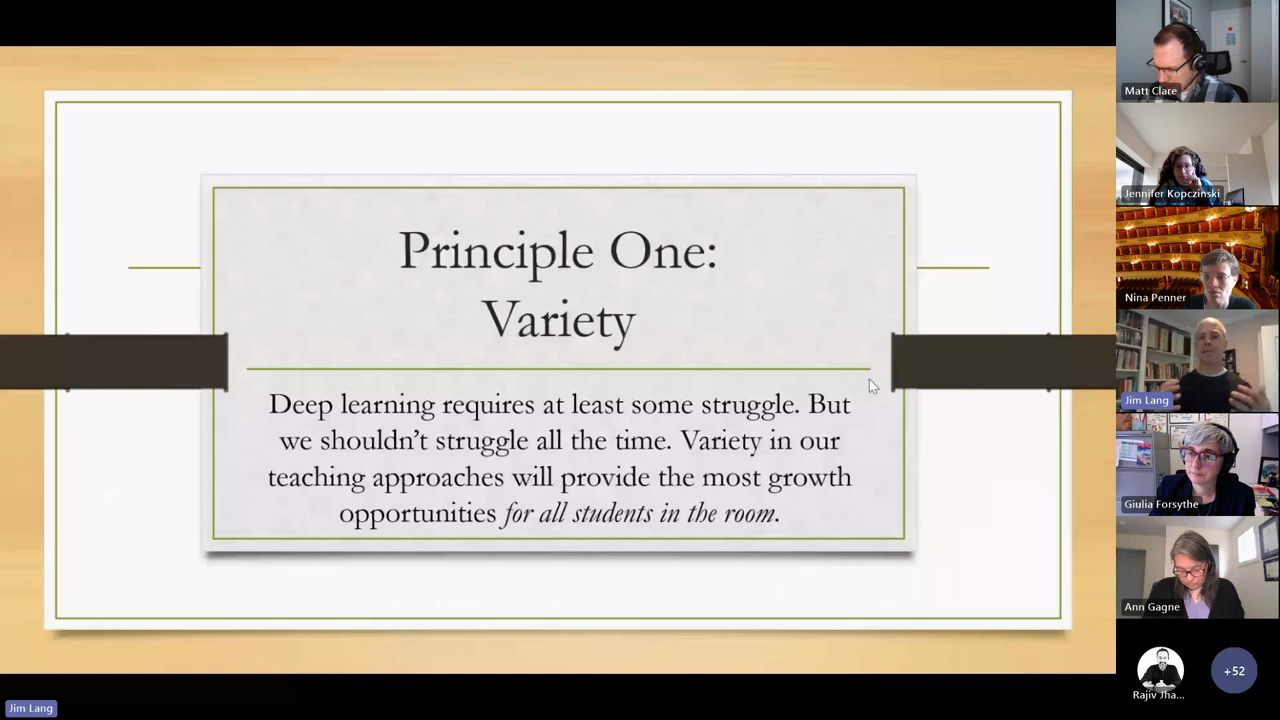 Principle One:
Variety
Deep learning requires at least some struggle. But
we shouldn’t struggle all the time. Variety in our
teaching approaches will provide the most growth
opportunities for all students in the room.
Matt Clare
Jennifer Kopczinski
Nina Penner
Jim Lang
Giulia Forsythe
Ann Gagne
Rajiv Jha...
+52
Jim Lang